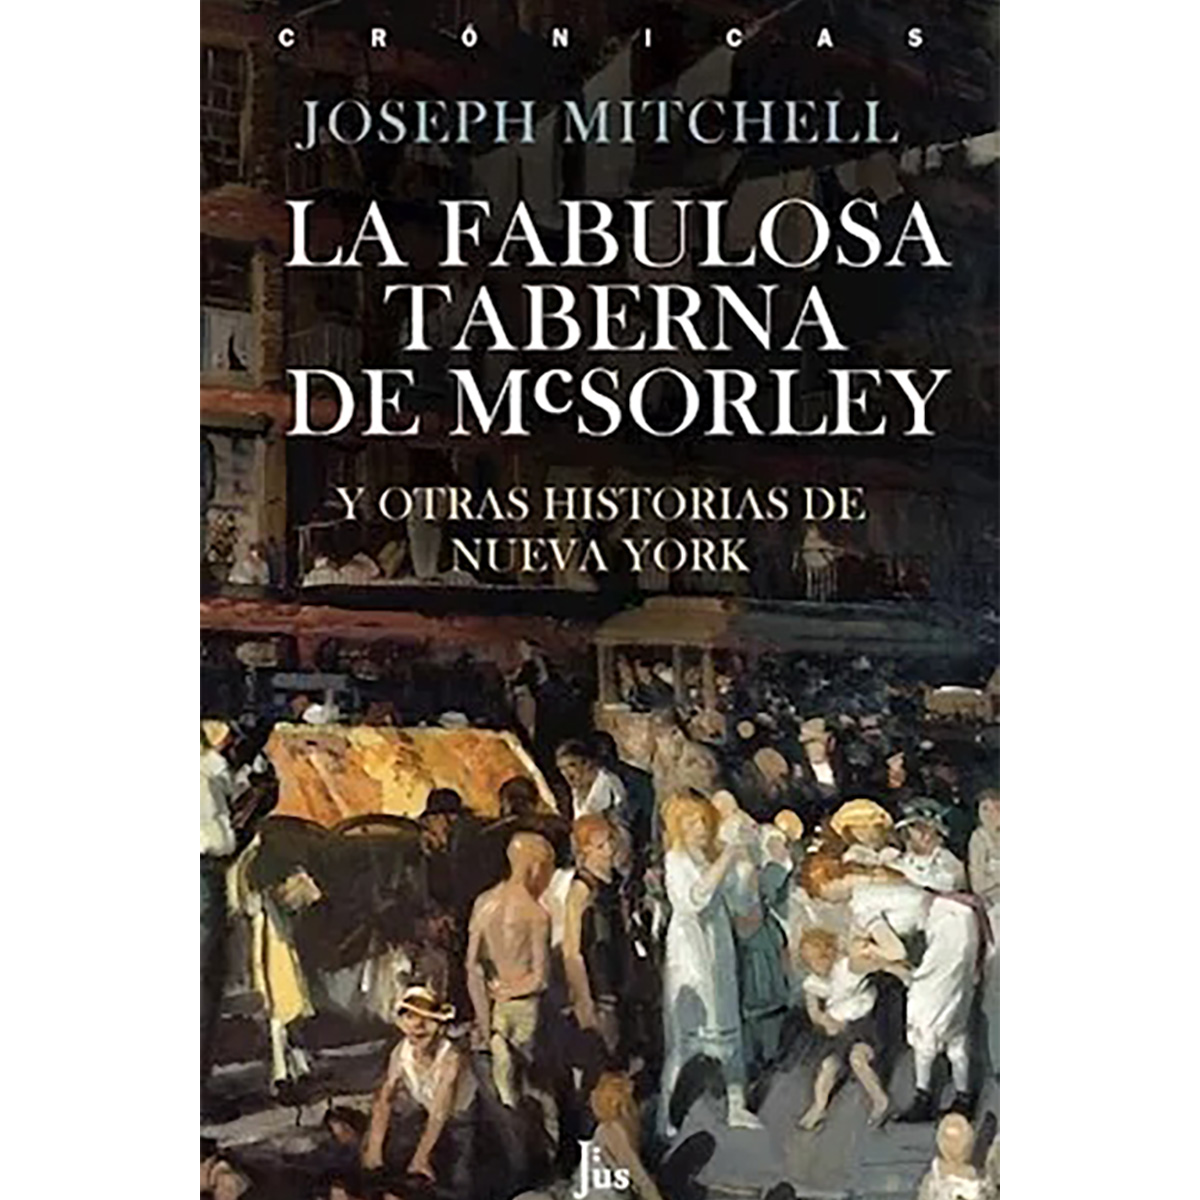 CRÓNICAS
JOSEPH MITCHELL
LA FABULOSA
TABERNA
DE McSORLEY
Y OTRAS HISTORIAS DE
NUEVA YORK
Jus